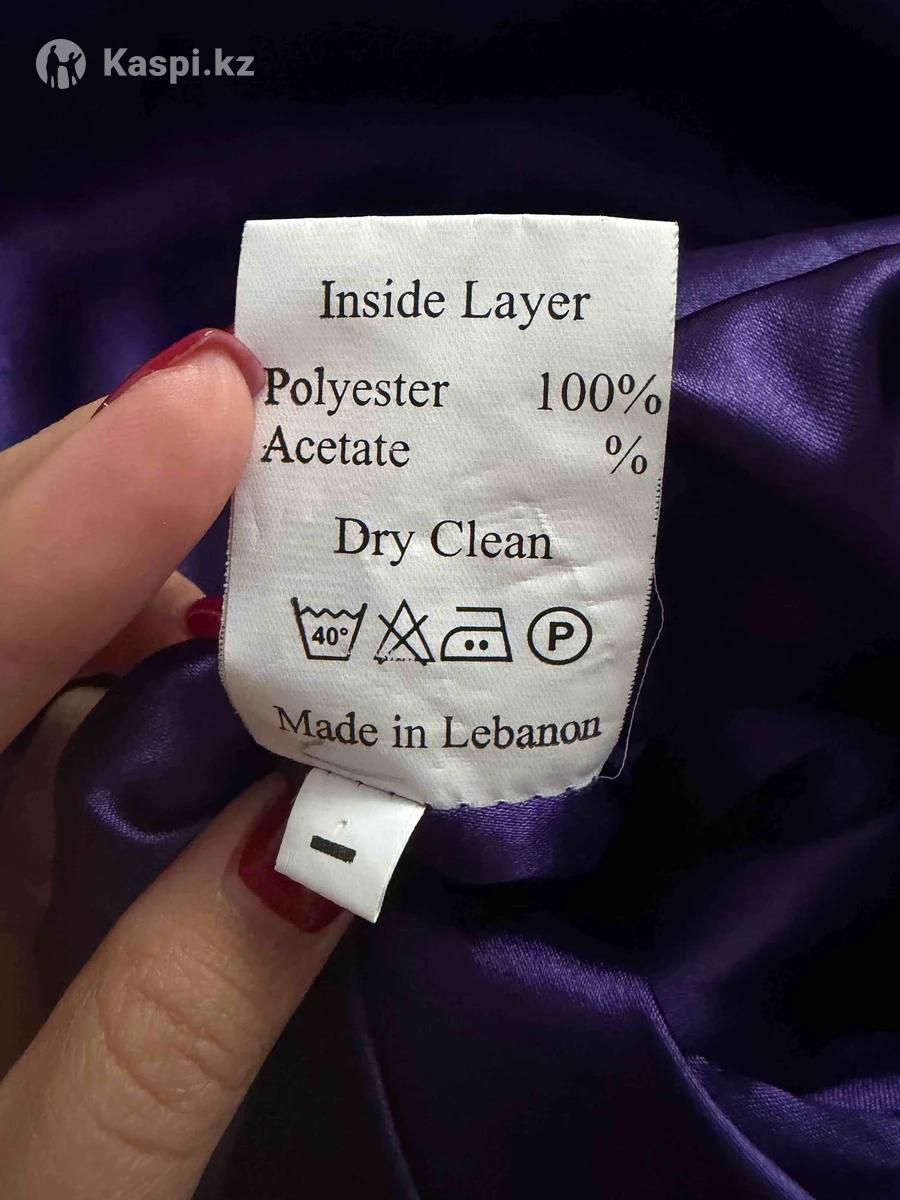 Kaspi.kz
Inside Layer
Polyester 100%
Acetate %
Dry Clean
40° P
Made in Lebanon